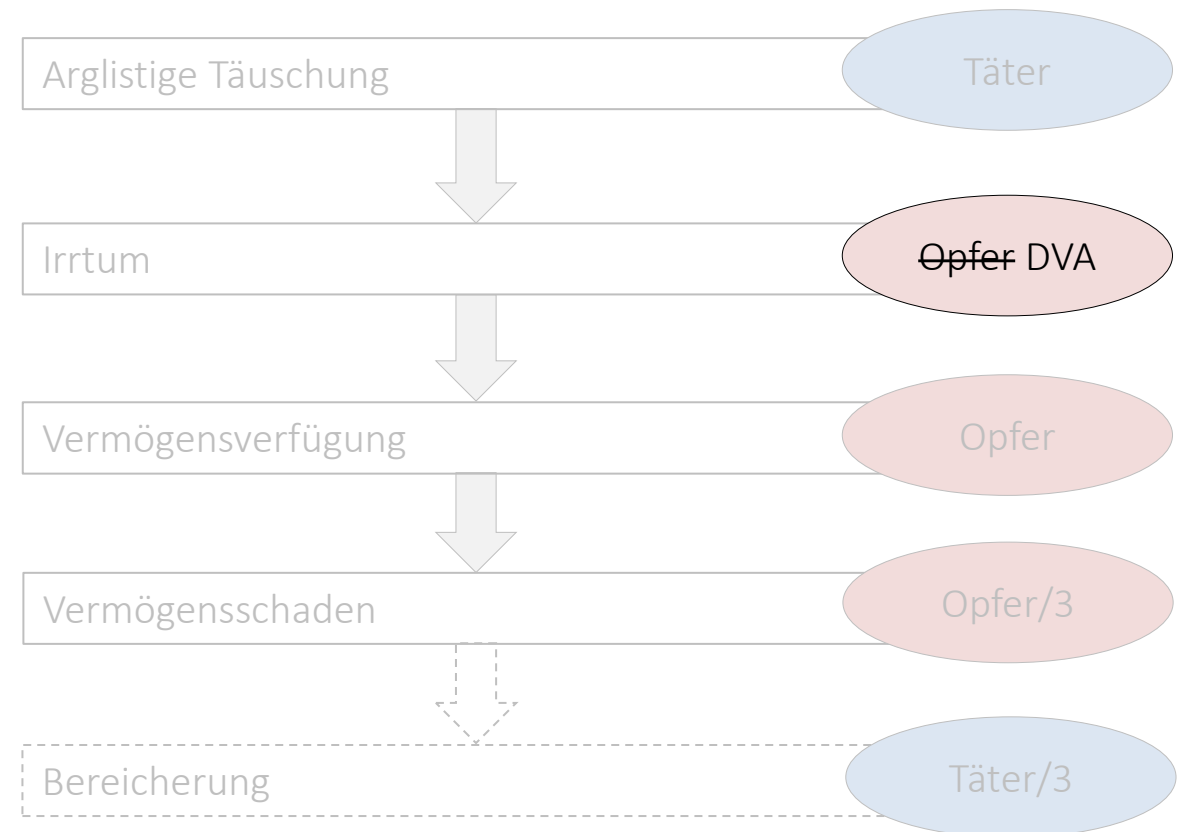 Arglistige Täuschung
Täter
Irrtum
Opfer DVA
Vermögensverfügung
Opfer
Vermögensschaden
Opfer/3
Bereicherung
Täter/3